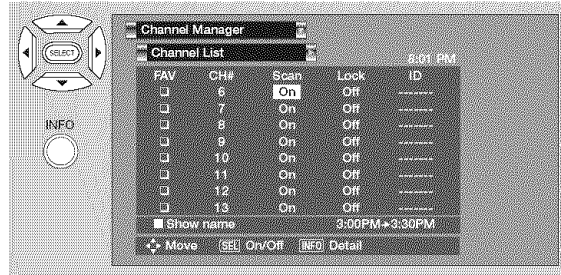 Channel Manager
Channel List
8:01 PM
SELECT
INFO
FAV CH# Scan Lock ID
6 On Off ------
7 On Off ------
8 On Off ------
9 On Off ------
10 On Off ------
11 On Off ------
12 On Off ------
13 On Off ------
Show name 3:00PM→3:30PM
Move SEL On/Off INFO Detail